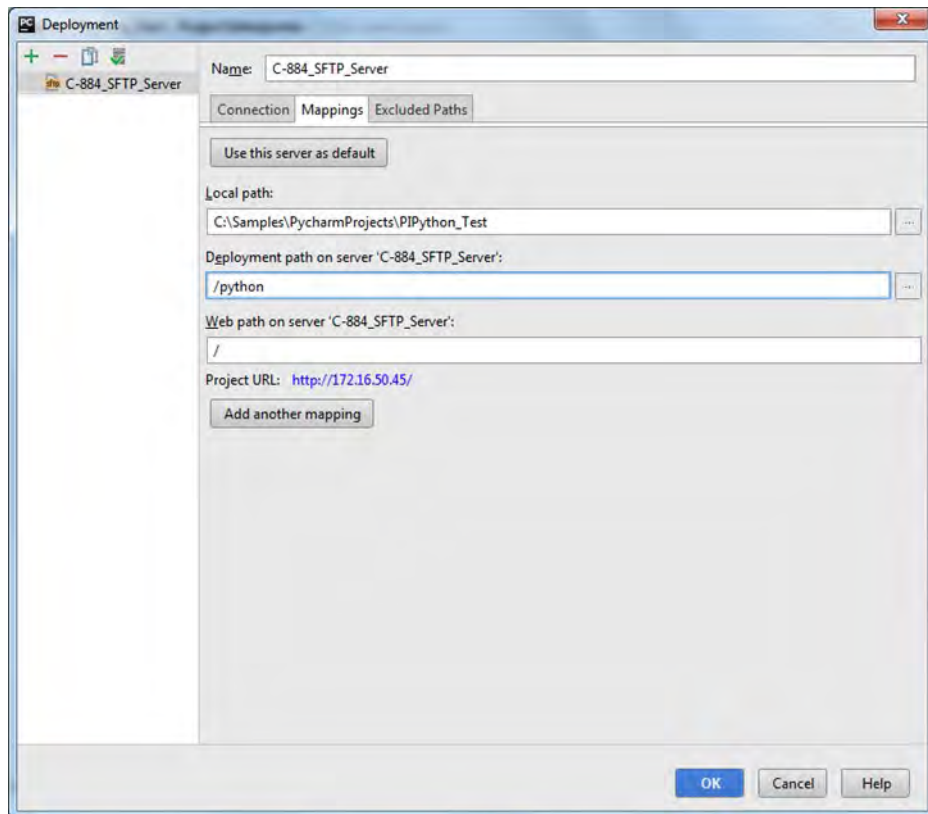 Deployment
C-884_SFTP_Server
Name: C-884_SFTP_Server
Connection Mappings Excluded Paths
Use this server as default
Local path:
C:\Samples\PycharmProjects\PIPython_Test
...
Deployment path on server 'C-884_SFTP_Server':
/python
...
Web path on server 'C-884_SFTP_Server':
/
Project URL: http://172.16.50.45/
Add another mapping
OK Cancel Help